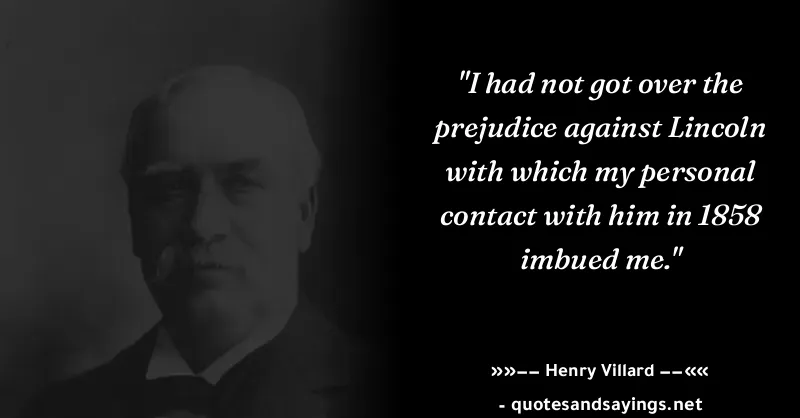 "I had not got over the
prejudice against Lincoln
with which my personal
contact with him in 1858
imbued me."
»»—— Henry Villard ——««
- quotesandsayings.net